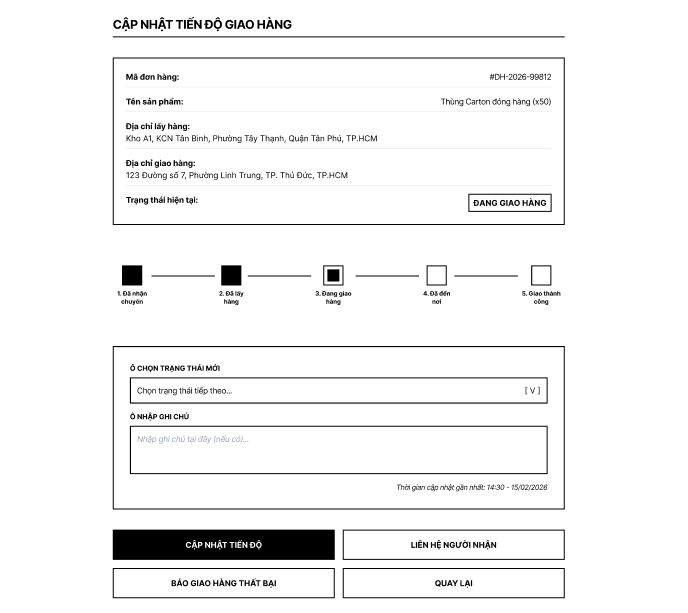 CẬP NHẬT TIẾN ĐỘ GIAO HÀNG
Mã đơn hàng: #DH-2026-99812
Tên sản phẩm: Thùng Carton đóng hàng (x50)
Địa chỉ lấy hàng:
Kho A1, KCN Tân Bình, Phường Tây Thạnh, Quận Tân Phú, TP.HCM
Địa chỉ giao hàng:
123 Đường số 7, Phường Linh Trung, TP. Thủ Đức, TP.HCM
Trạng thái hiện tại: ĐANG GIAO HÀNG
1. Đã nhận chuyến
2. Đã lấy hàng
3. Đang giao hàng
4. Đã đến nơi
5. Giao thành công
Ô CHỌN TRẠNG THÁI MỚI
Chọn trạng thái tiếp theo... [ V ]
Ô NHẬP GHI CHÚ
Nhập ghi chú tại đây (nếu có)...
Thời gian cập nhật gần nhất: 14:30 - 15/02/2026
CẬP NHẬT TIẾN ĐỘ
LIÊN HỆ NGƯỜI NHẬN
BÁO GIAO HÀNG THẤT BẠI
QUAY LẠI